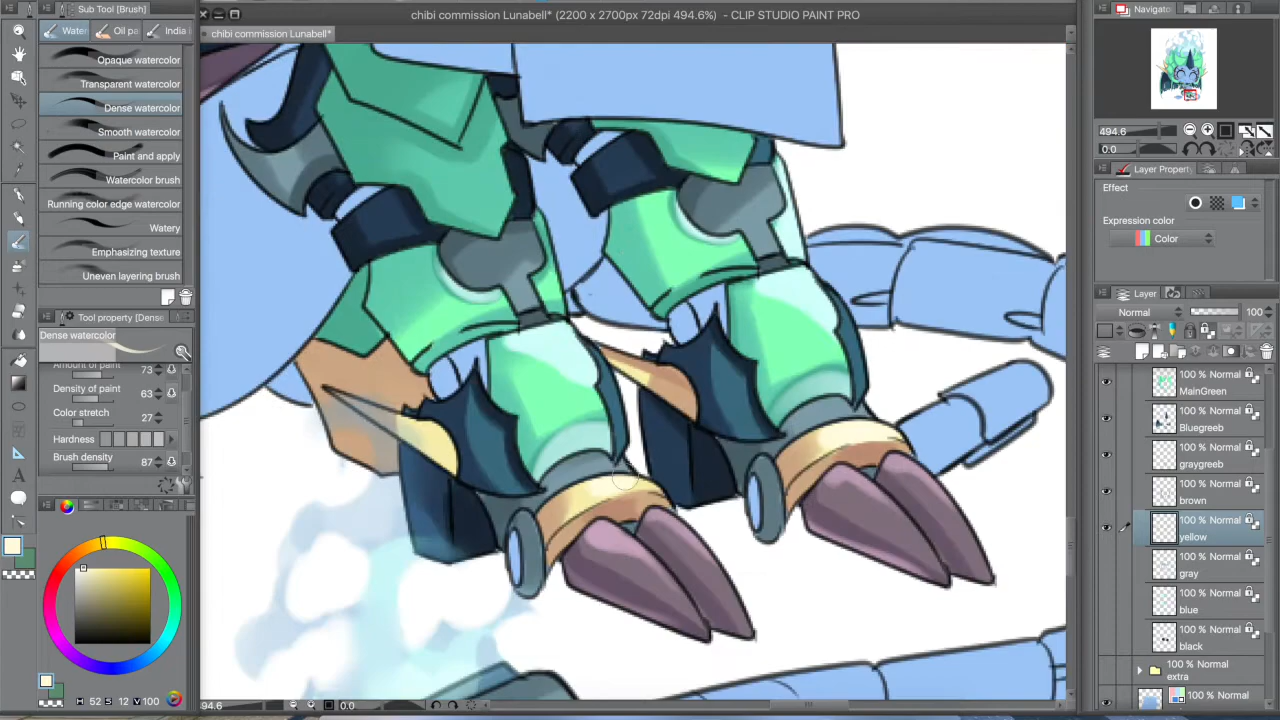 Sub Tool [Brush]
chibi commission Lunabell* (2200 x 2700px 72dpi 494.6%) - CLIP STUDIO PAINT PRO
Navigato
Water
Oil pa
India i
chibi commission Lunabell*
Opaque watercolor
Transparent watercolor
Dense watercolor
Smooth watercolor
Paint and apply
Watercolor brush
Running color edge watercolor
Watery
Emphasizing texture
Uneven layering brush
494.6
0.0
Layer Propert
Effect
Expression color
Color
Layer
Normal
100
Tool property [Dense
Dense watercolor
Amount of paint 73
Density of paint 63
Color stretch 27
Hardness
Brush density 87
100 % Normal
MainGreen
100 % Normal
Bluegreeb
100 % Normal
graygreeb
100 % Normal
brown
100 % Normal
yellow
100 % Normal
gray
100 % Normal
blue
100 % Normal
black
100 % Normal
extra
100 % Normal
H 52 S 12 V 100
494.6
0.0